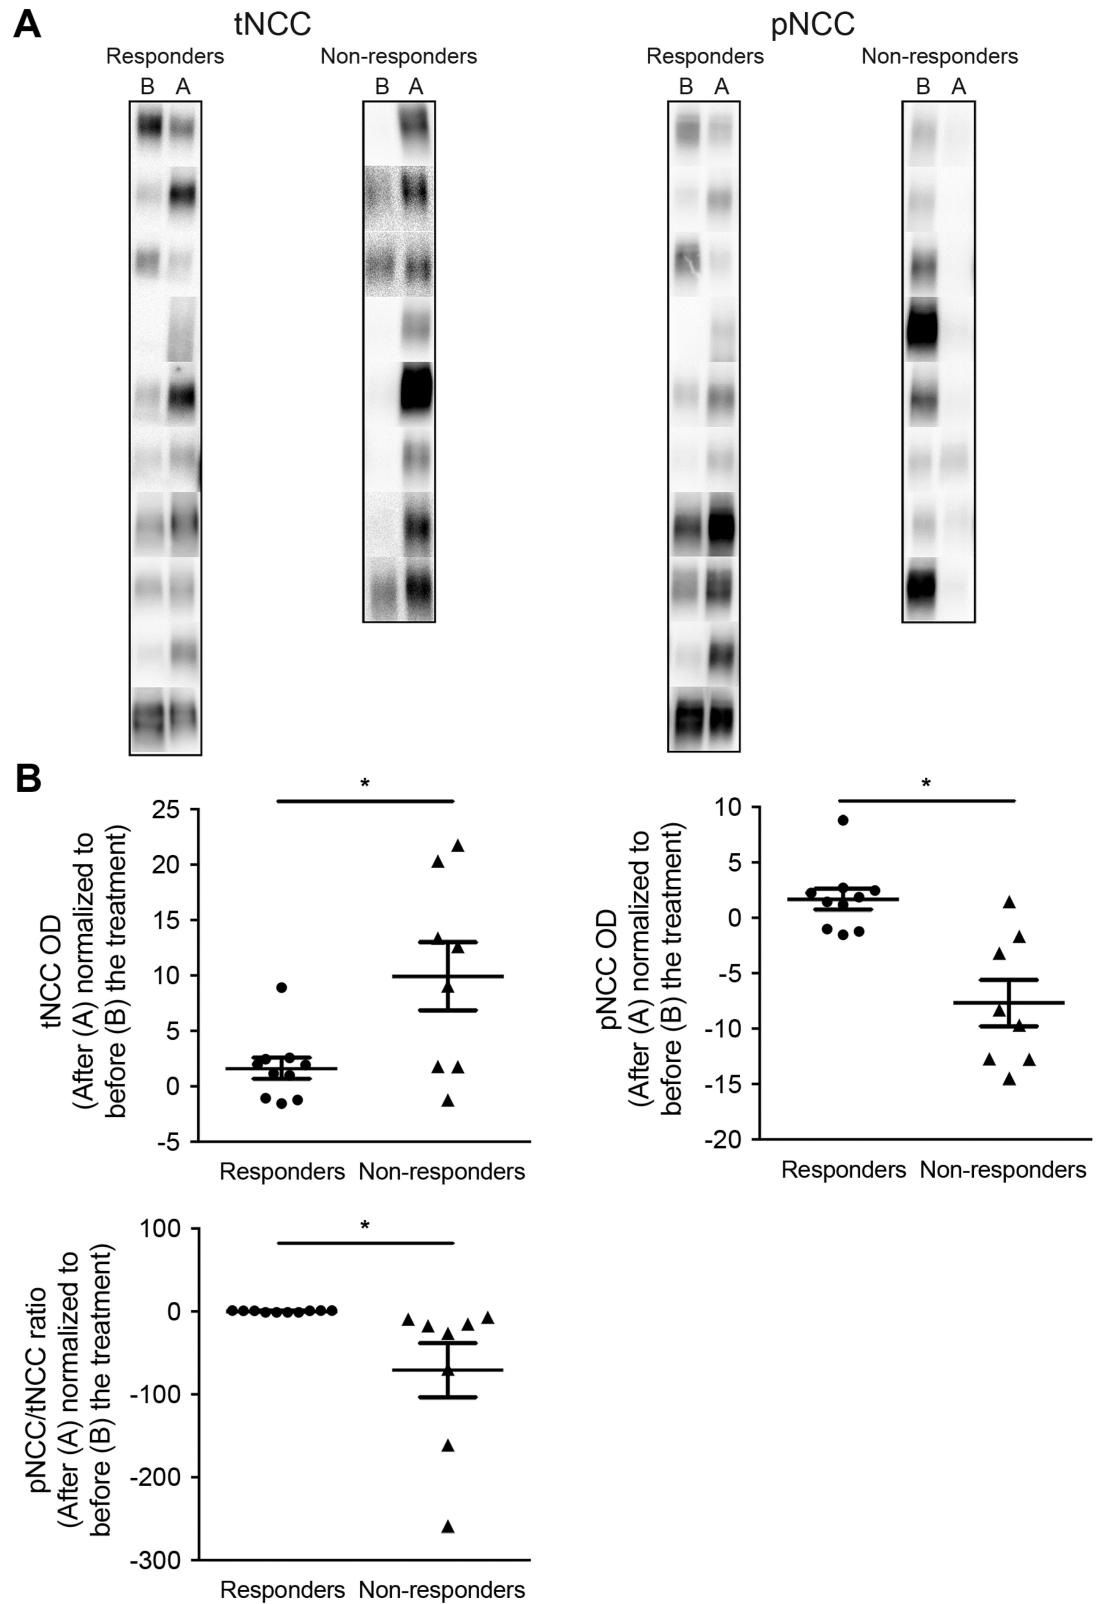 A
tNCC
pNCC
Responders
Non-responders
Responders
Non-responders
B A
B A
B A
B A
B
*
25
20
15
10
5
0
-5
tNCC OD
(After (A) normalized to
before (B) the treatment)
Responders
Non-responders
*
10
5
0
-5
-10
-15
-20
pNCC OD
(After (A) normalized to
before (B) the treatment)
Responders
Non-responders
*
100
0
-100
-200
-300
pNCC/tNCC ratio
(After (A) normalized to
before (B) the treatment)
Responders
Non-responders